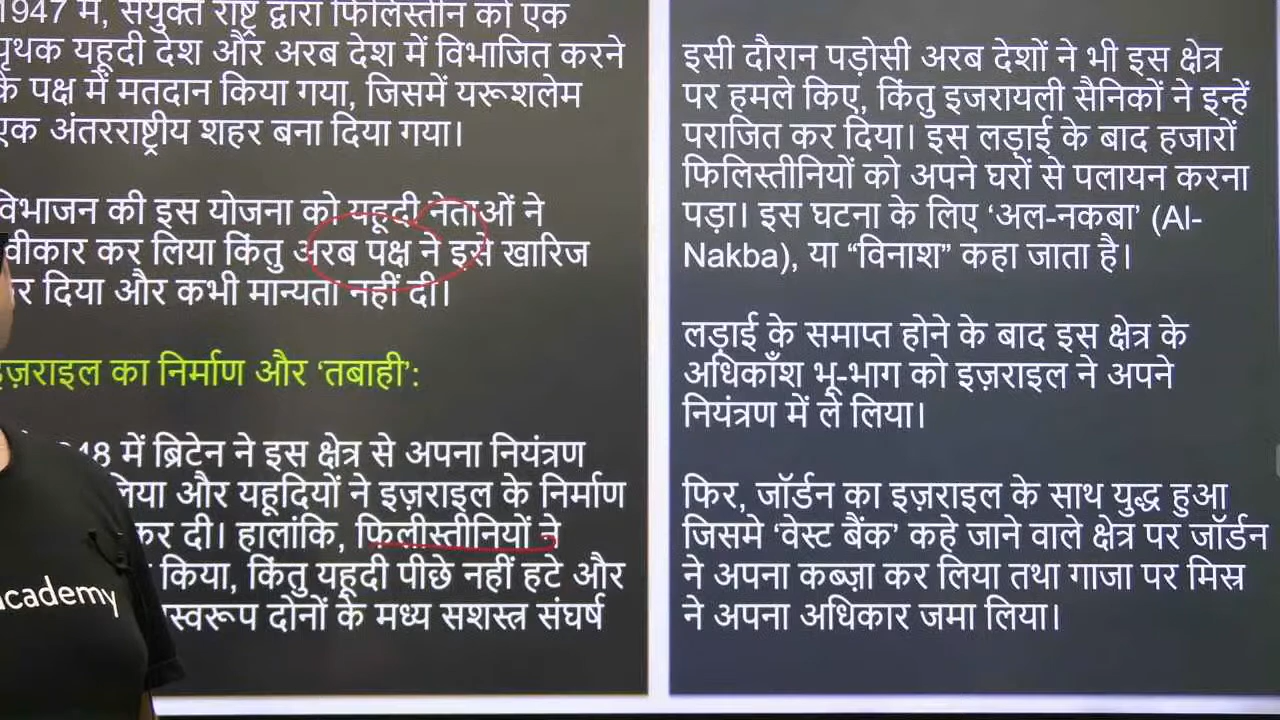 1947 में, संयुक्त राष्ट्र द्वारा फिलिस्तीन को एक
पृथक यहूदी देश और अरब देश में विभाजित करने
के पक्ष में मतदान किया गया, जिसमें यरूशलेम
एक अंतरराष्ट्रीय शहर बना दिया गया।
विभाजन की इस योजना को यहूदी नेताओं ने
वीकार कर लिया किंतु अरब पक्ष ने इसे खारिज
कर दिया और कभी मान्यता नहीं दी।
इज़राइल का निर्माण और ‘तबाही’:
48 में ब्रिटेन ने इस क्षेत्र से अपना नियंत्रण
लिया और यहूदियों ने इज़राइल के निर्माण
कर दी। हालांकि, फिलीस्तीनियों ने
किया, किंतु यहूदी पीछे नहीं हटे और
स्वरूप दोनों के मध्य सशस्त्र संघर्ष
academy
इसी दौरान पड़ोसी अरब देशों ने भी इस क्षेत्र
पर हमले किए, किंतु इजरायली सैनिकों ने इन्हें
पराजित कर दिया। इस लड़ाई के बाद हजारों
फिलिस्तीनियों को अपने घरों से पलायन करना
पड़ा। इस घटना के लिए ‘अल-नकबा’ (Al-
Nakba), या “विनाश” कहा जाता है।
लड़ाई के समाप्त होने के बाद इस क्षेत्र के
अधिकाँश भू-भाग को इज़राइल ने अपने
नियंत्रण में ले लिया।
फिर, जॉर्डन का इज़राइल के साथ युद्ध हुआ
जिसमे ‘वेस्ट बैंक’ कहे जाने वाले क्षेत्र पर जॉर्डन
ने अपना कब्ज़ा कर लिया तथा गाजा पर मिस्र
ने अपना अधिकार जमा लिया।